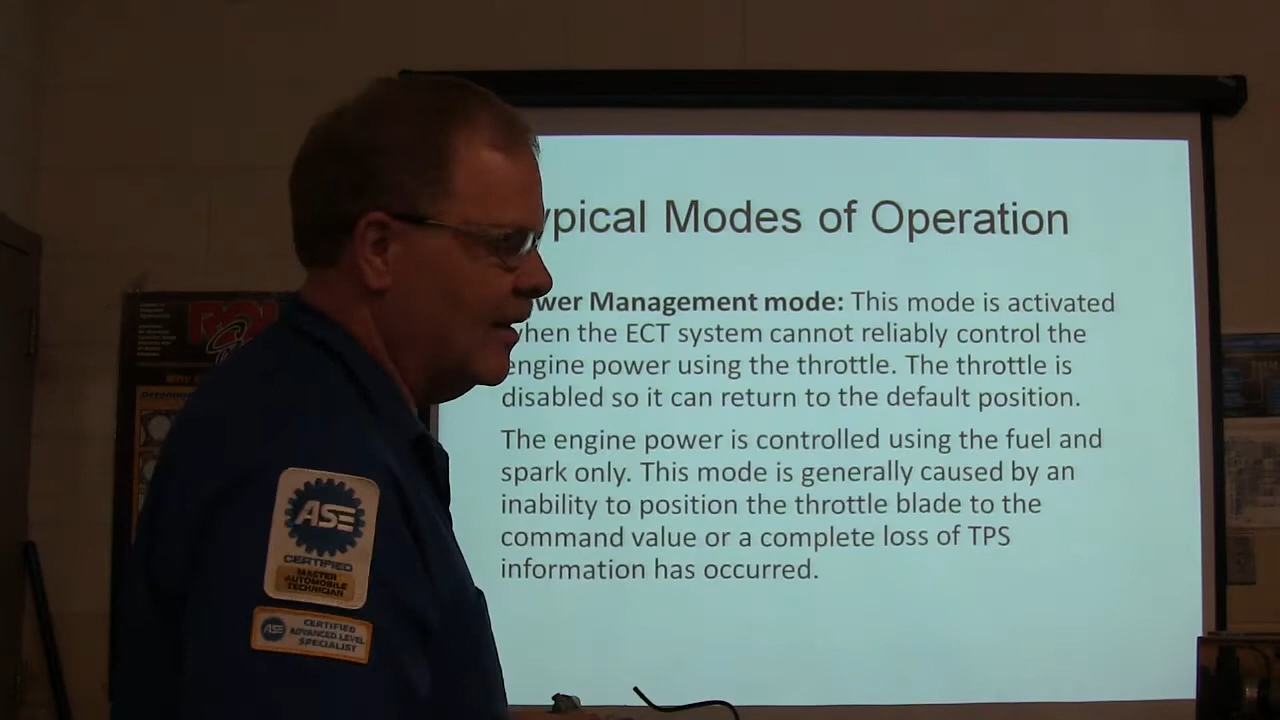 ypical Modes of Operation
wer Management mode: This mode is activated
when the ECT system cannot reliably control the
engine power using the throttle. The throttle is
disabled so it can return to the default position.
The engine power is controlled using the fuel and
spark only. This mode is generally caused by an
inability to position the throttle blade to the
command value or a complete loss of TPS
information has occurred.
ASE
CERTIFIED
MASTER
AUTOMOBILE
TECHNICIAN
ASE
CERTIFIED
ADVANCED LEVEL
SPECIALIST